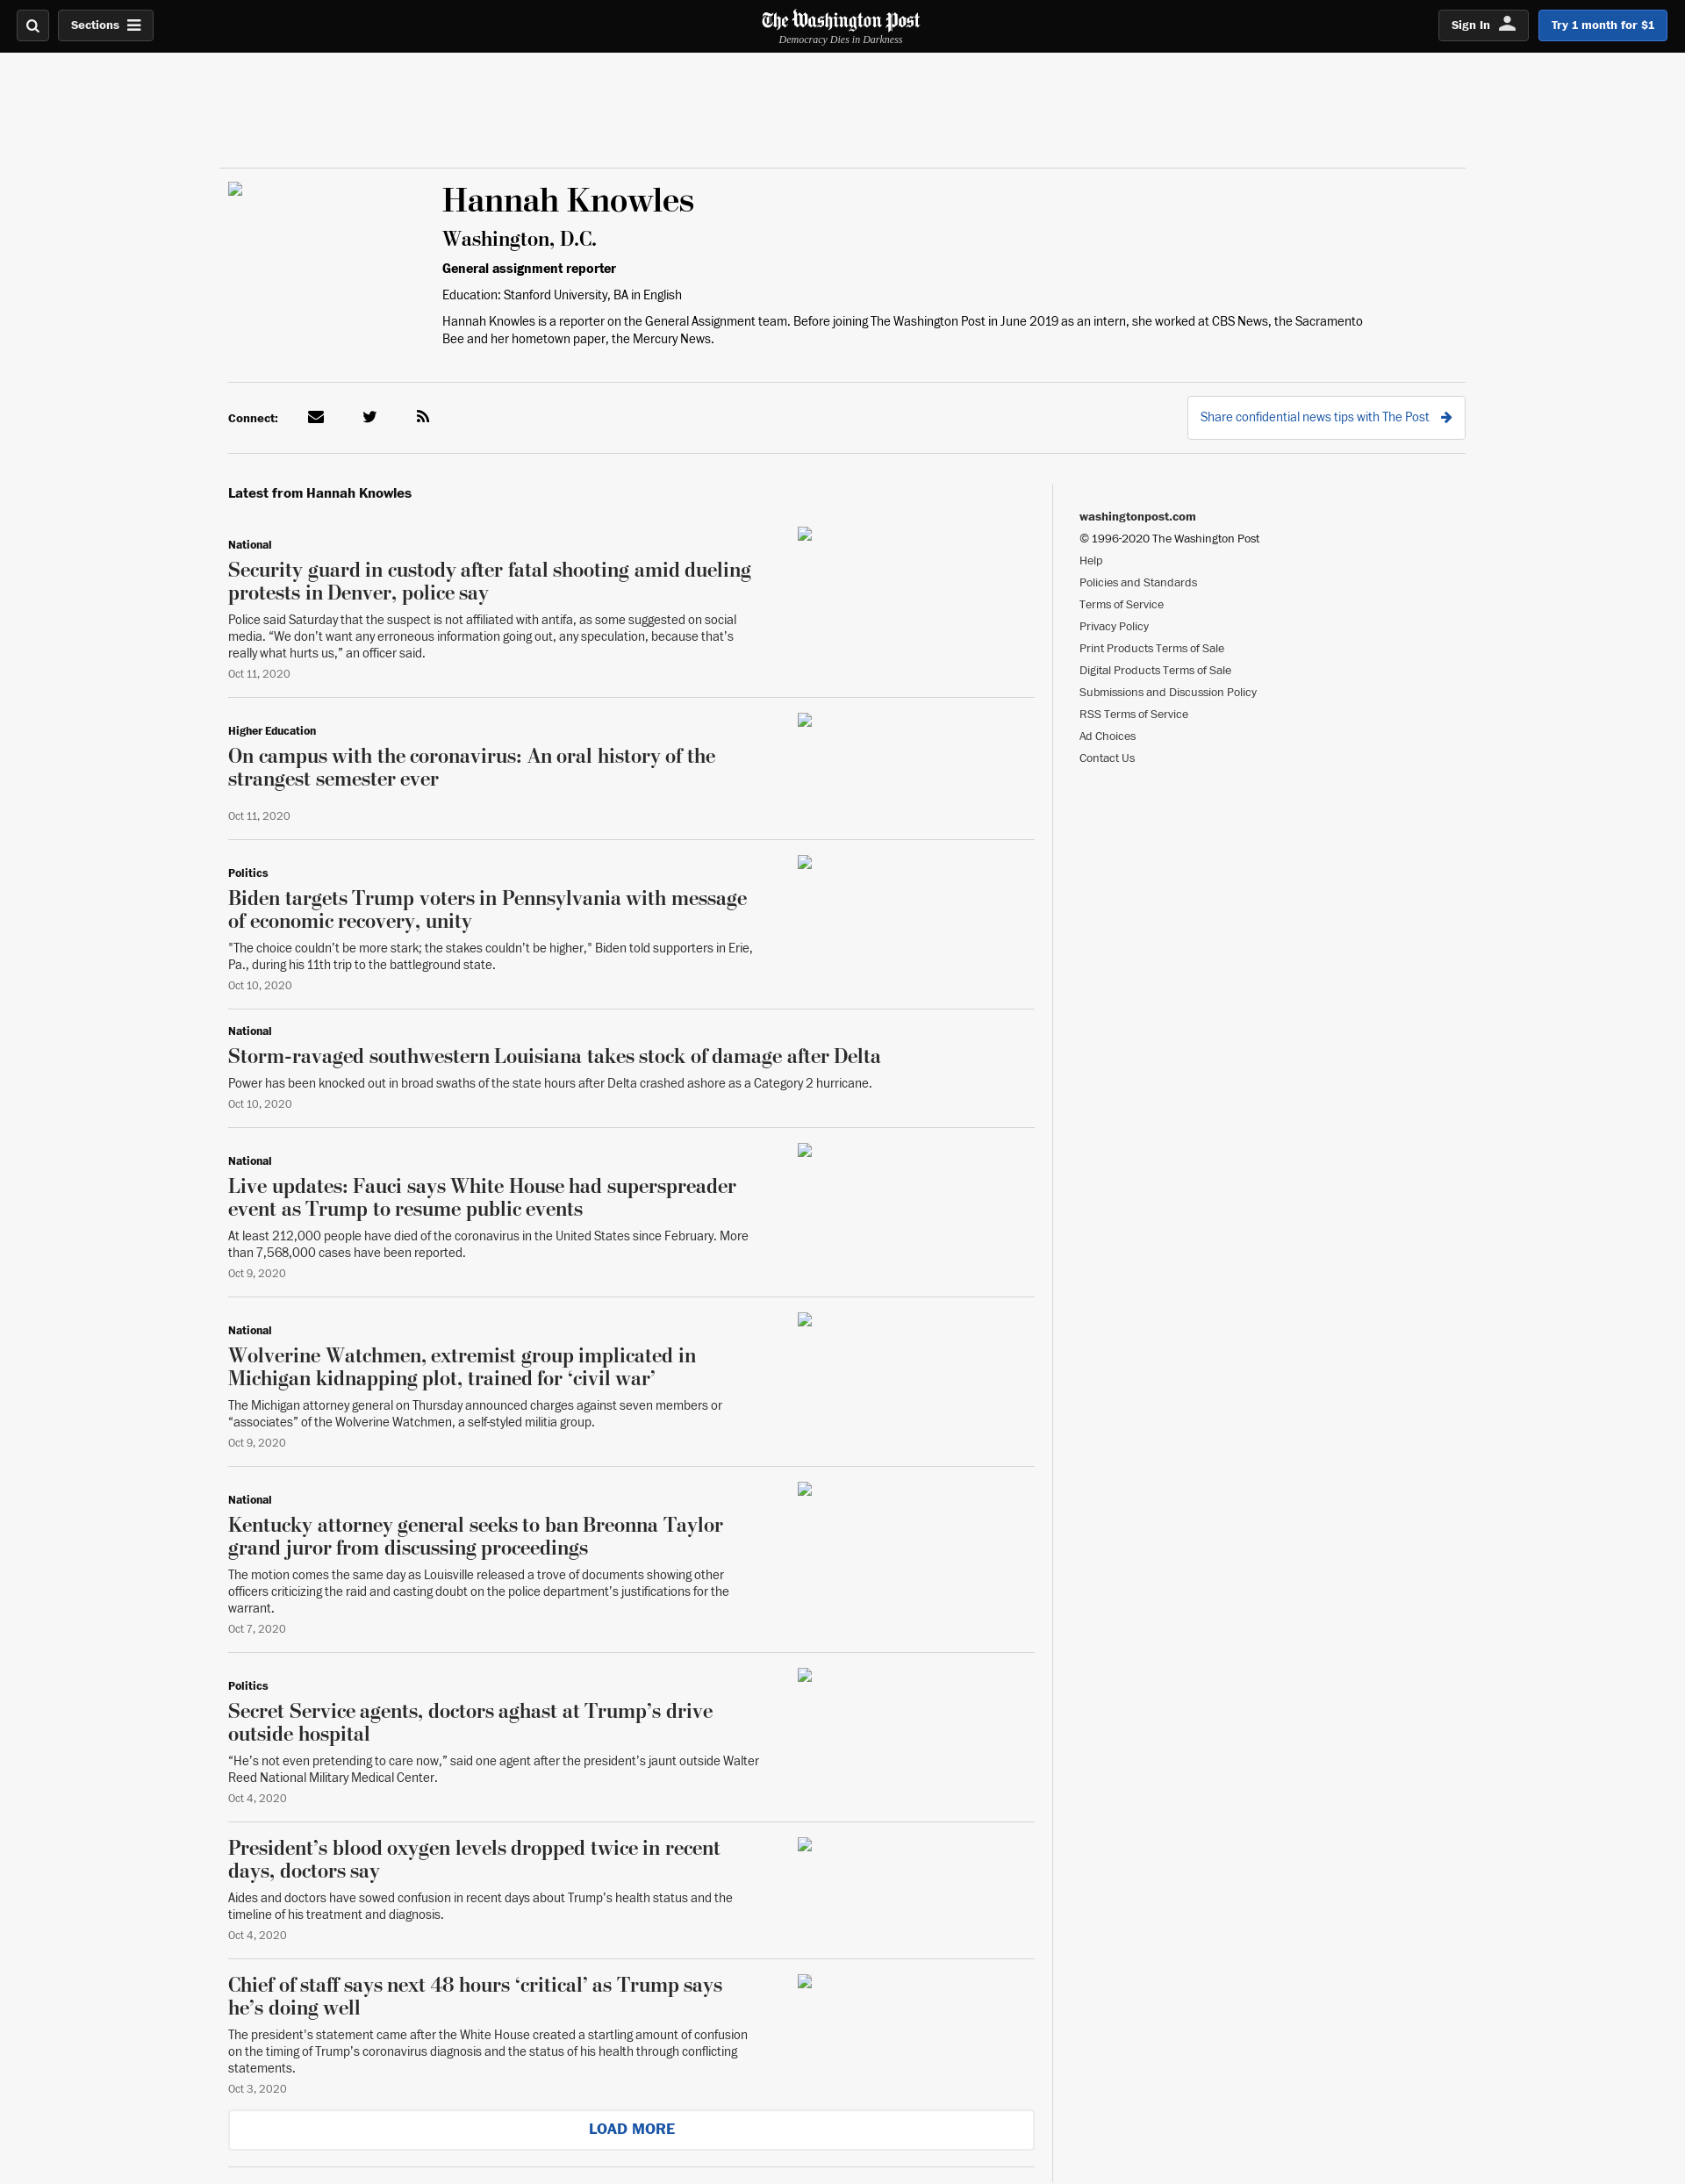 Sections
The Washington Post
Democracy Dies in Darkness
Sign In
Try 1 month for $1
Hannah Knowles
Washington, D.C.
General assignment reporter
Education: Stanford University, BA in English
Hannah Knowles is a reporter on the General Assignment team. Before joining The Washington Post in June 2019 as an intern, she worked at CBS News, the Sacramento
Bee and her hometown paper, the Mercury News.
Connect:
Share confidential news tips with The Post
Latest from Hannah Knowles
National
Security guard in custody after fatal shooting amid dueling
protests in Denver, police say
Police said Saturday that the suspect is not affiliated with antifa, as some suggested on social
media. “We don’t want any erroneous information going out, any speculation, because that’s
really what hurts us,” an officer said.
Oct 11, 2020
Higher Education
On campus with the coronavirus: An oral history of the
strangest semester ever
Oct 11, 2020
Politics
Biden targets Trump voters in Pennsylvania with message
of economic recovery, unity
"The choice couldn’t be more stark; the stakes couldn’t be higher," Biden told supporters in Erie,
Pa., during his 11th trip to the battleground state.
Oct 10, 2020
National
Storm-ravaged southwestern Louisiana takes stock of damage after Delta
Power has been knocked out in broad swaths of the state hours after Delta crashed ashore as a Category 2 hurricane.
Oct 10, 2020
National
Live updates: Fauci says White House had superspreader
event as Trump to resume public events
At least 212,000 people have died of the coronavirus in the United States since February. More
than 7,568,000 cases have been reported.
Oct 9, 2020
National
Wolverine Watchmen, extremist group implicated in
Michigan kidnapping plot, trained for ‘civil war’
The Michigan attorney general on Thursday announced charges against seven members or
“associates” of the Wolverine Watchmen, a self-styled militia group.
Oct 9, 2020
National
Kentucky attorney general seeks to ban Breonna Taylor
grand juror from discussing proceedings
The motion comes the same day as Louisville released a trove of documents showing other
officers criticizing the raid and casting doubt on the police department’s justifications for the
warrant.
Oct 7, 2020
Politics
Secret Service agents, doctors aghast at Trump’s drive
outside hospital
“He’s not even pretending to care now,” said one agent after the president’s jaunt outside Walter
Reed National Military Medical Center.
Oct 4, 2020
President’s blood oxygen levels dropped twice in recent
days, doctors say
Aides and doctors have sowed confusion in recent days about Trump’s health status and the
timeline of his treatment and diagnosis.
Oct 4, 2020
Chief of staff says next 48 hours ‘critical’ as Trump says
he’s doing well
The president's statement came after the White House created a startling amount of confusion
on the timing of Trump’s coronavirus diagnosis and the status of his health through conflicting
statements.
Oct 3, 2020
LOAD MORE
washingtonpost.com
© 1996-2020 The Washington Post
Help
Policies and Standards
Terms of Service
Privacy Policy
Print Products Terms of Sale
Digital Products Terms of Sale
Submissions and Discussion Policy
RSS Terms of Service
Ad Choices
Contact Us